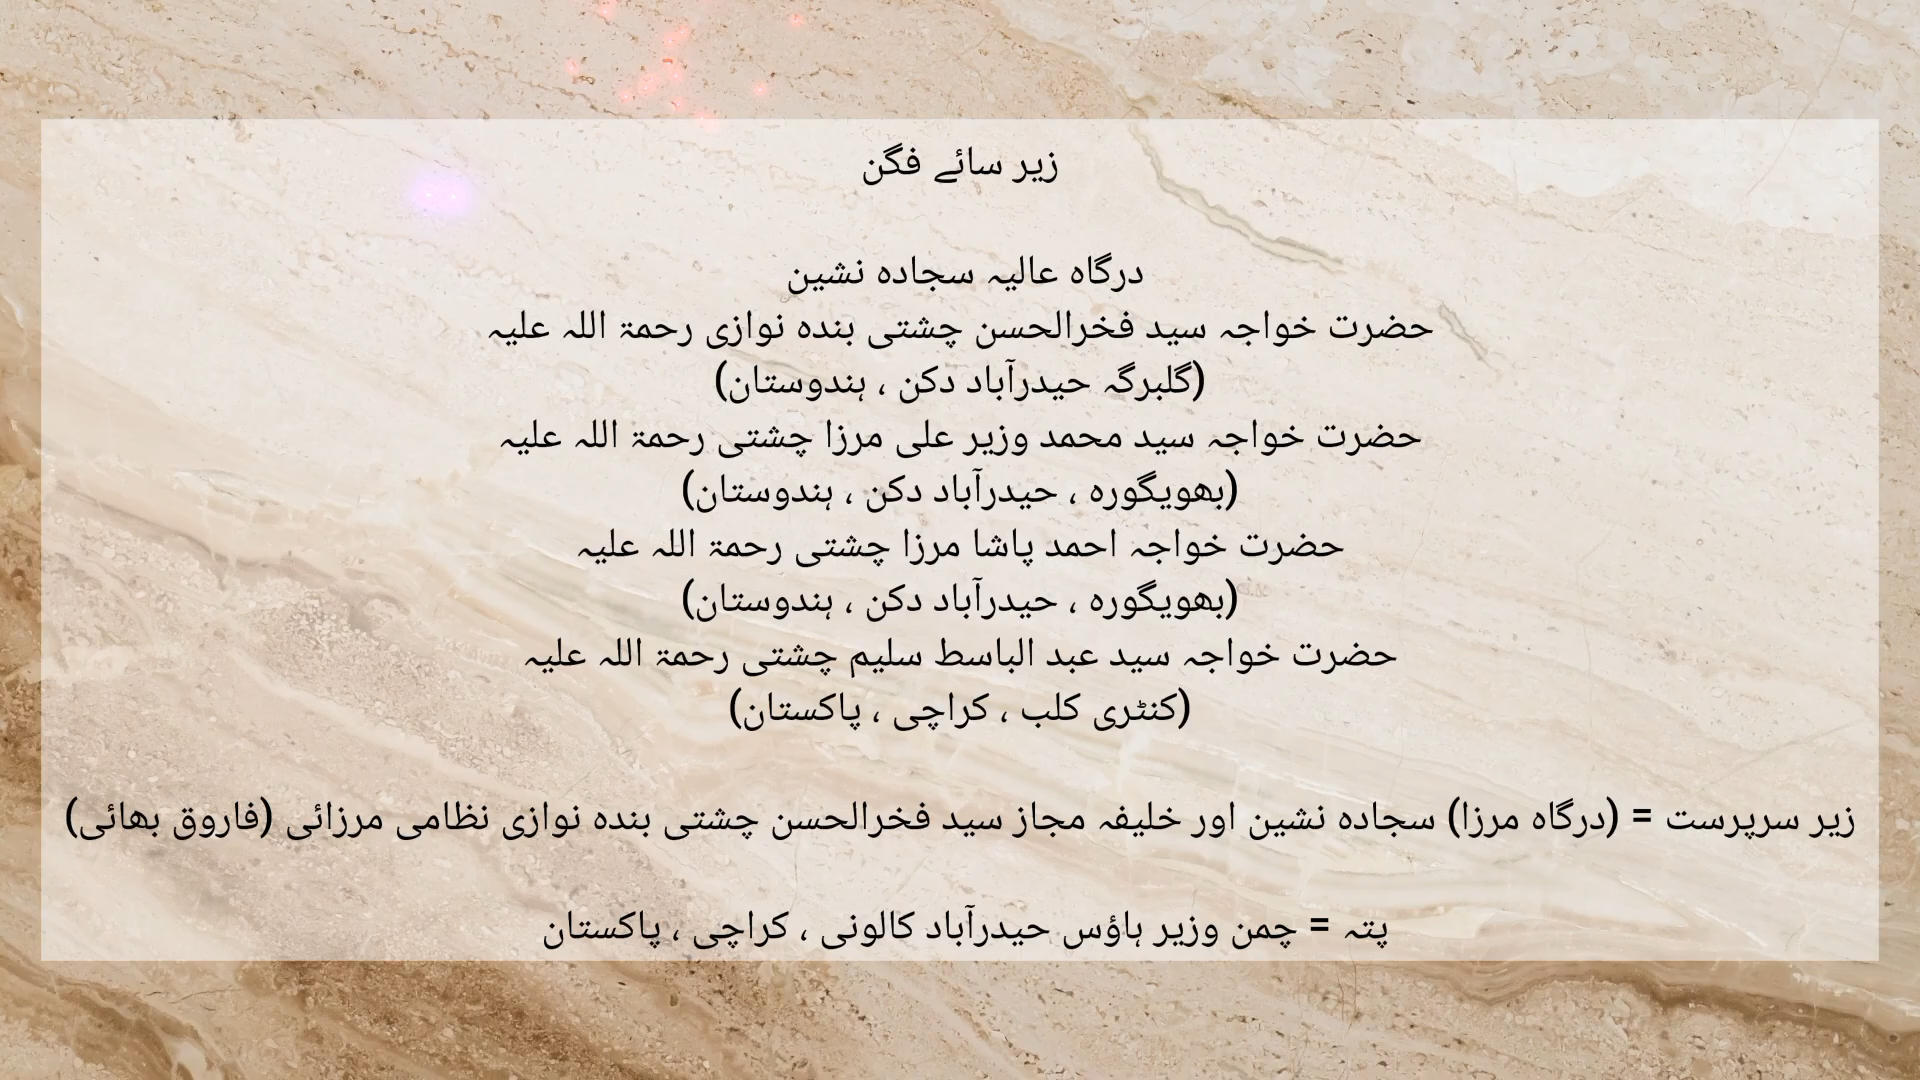 زیر سائے فگن
درگاہ عالیہ سجادہ نشین
حضرت خواجہ سید فخرالحسن چشتی بندہ نوازی رحمۃ اللہ علیہ
(گلبرگہ حیدرآباد دکن ، ہندوستان)
حضرت خواجہ سید محمد وزیر علی مرزا چشتی رحمۃ اللہ علیہ
(بھویگورہ ، حیدرآباد دکن ، ہندوستان)
حضرت خواجہ احمد پاشا مرزا چشتی رحمۃ اللہ علیہ
(بھویگورہ ، حیدرآباد دکن ، ہندوستان)
حضرت خواجہ سید عبد الباسط سلیم چشتی رحمۃ اللہ علیہ
(کنٹری کلب ، کراچی ، پاکستان)
زیر سرپرست = (درگاہ مرزا) سجادہ نشین اور خلیفہ مجاز سید فخرالحسن چشتی بندہ نوازی نظامی مرزائی (فاروق بھائی)
پتہ = چمن وزیر ہاؤس حیدرآباد کالونی ، کراچی ، پاکستان